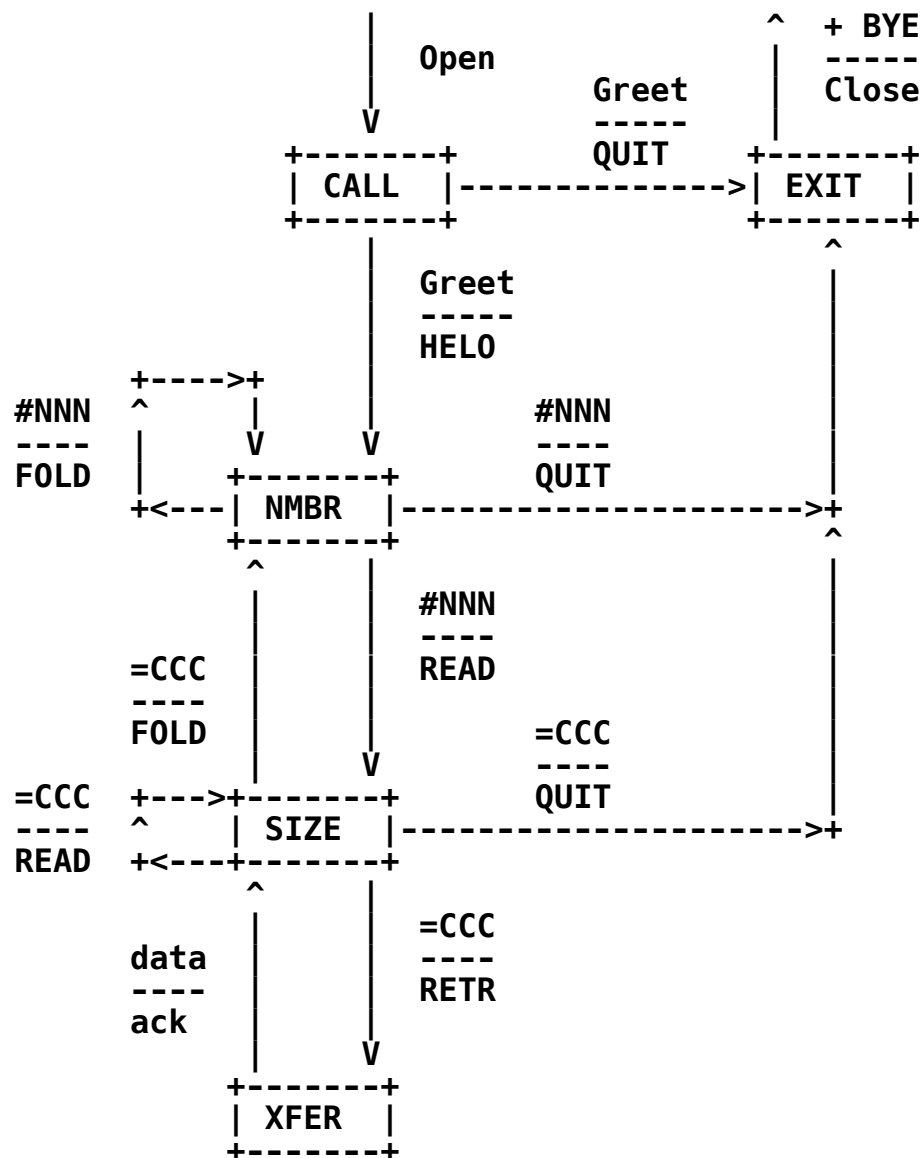 + BYE
Open
-----
Greet
Close
-----
QUIT
CALL
EXIT
Greet
-----
HELO
#NNN
#NNN
----
----
FOLD
QUIT
NMBR
#NNN
----
READ
=CCC
----
FOLD
=CCC
----
QUIT
=CCC
----
READ
SIZE
=CCC
----
RETR
data
----
ack
XFER